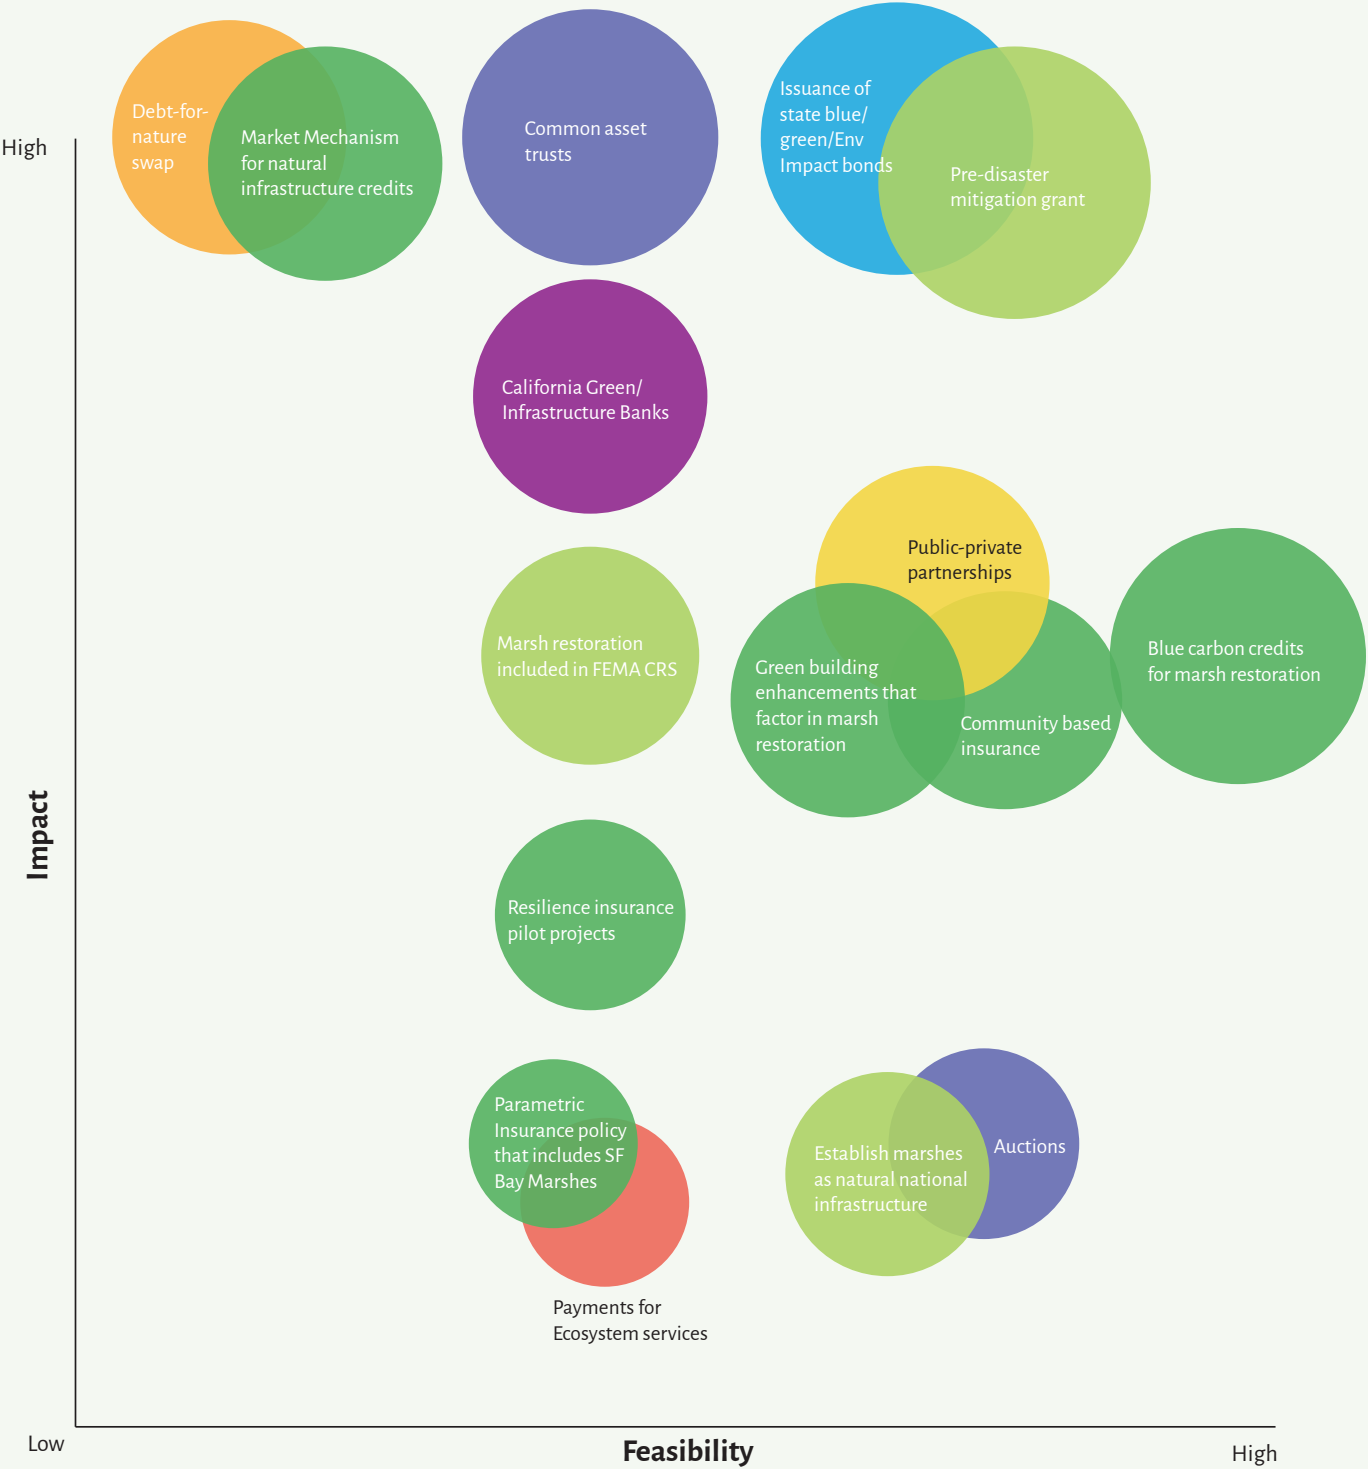 High
Debt-for-
nature
swap
Market Mechanism
for natural
infrastructure credits
Common asset
trusts
Issuance of
state blue/
green/Env
Impact bonds
Pre-disaster
mitigation grant
California Green/
Infrastructure Banks
Public-private
partnerships
Marsh restoration
included in FEMA CRS
Green building
enhancements that
factor in marsh
restoration
Community based
insurance
Blue carbon credits
for marsh restoration
Impact
Resilience insurance
pilot projects
Parametric
Insurance policy
that includes SF
Bay Marshes
Payments for
Ecosystem services
Establish marshes
as natural national
infrastructure
Auctions
Low
Feasibility
High